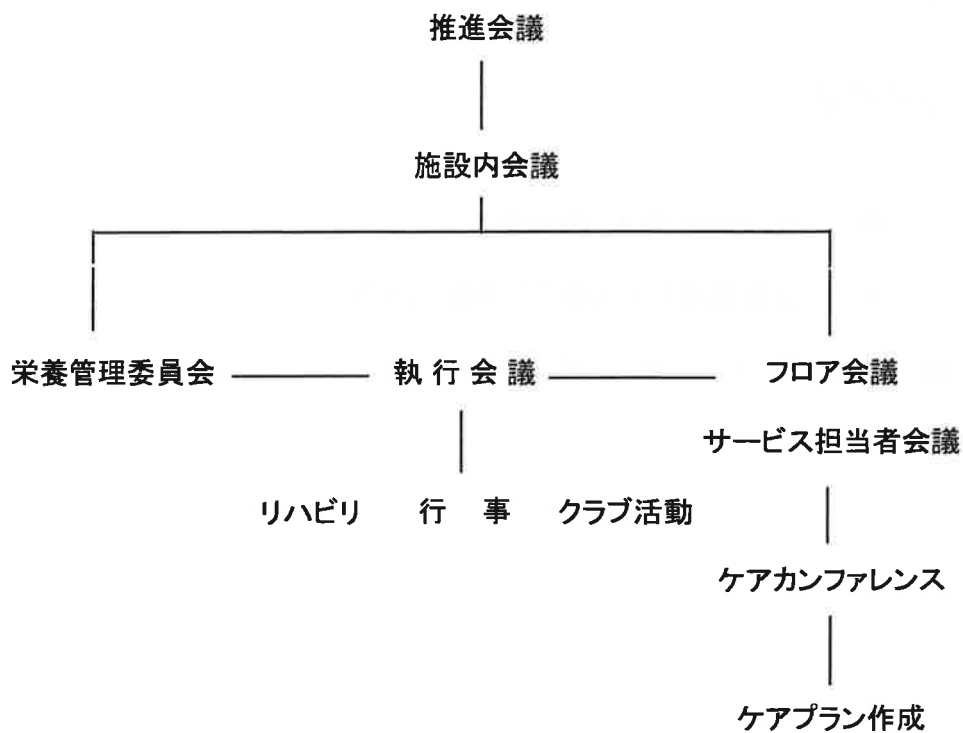 推進会議
施設内会議
栄養管理委員会 執行会議 フロア会議
サービス担当者会議
リハビリ 行事 クラブ活動
ケアカンファレンス
ケアプラン作成